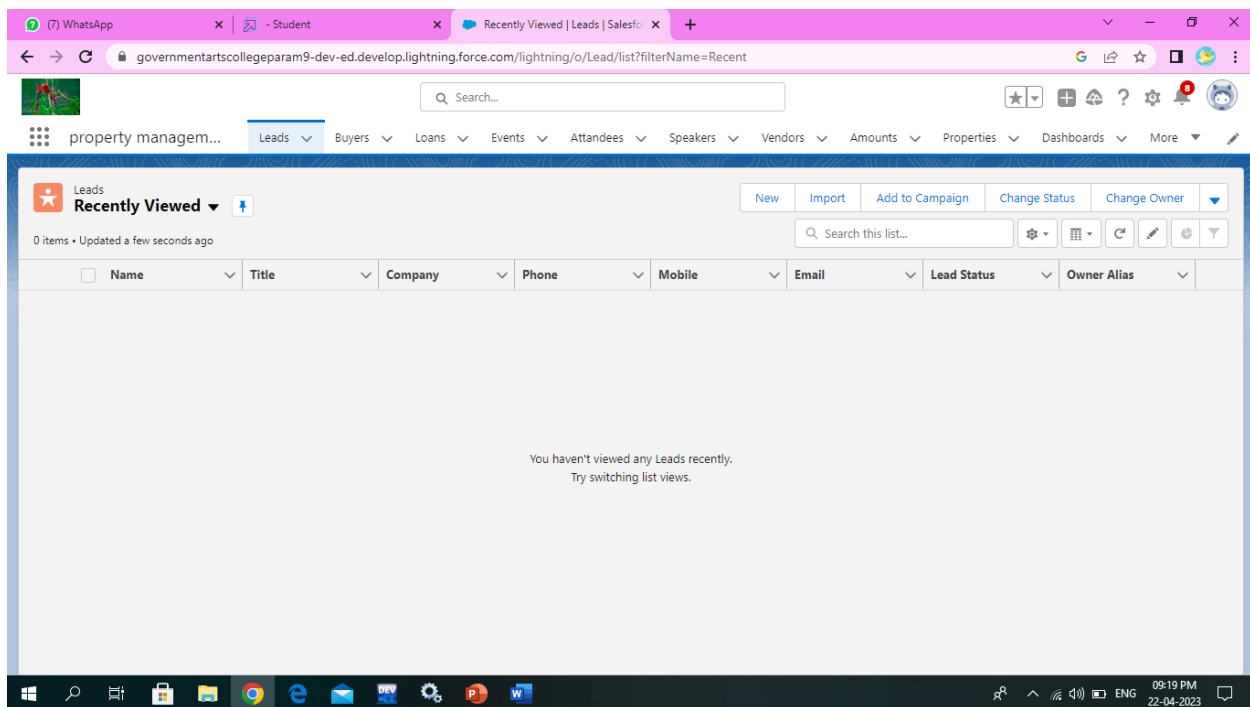 7 (7) WhatsApp - Student Recently Viewed | Leads | Salesfo
governmentartscollegeparam9-dev-ed.develop.lightning.force.com/lightning/o/Lead/list?filterName=Recent
Search...
8
property managem... Leads Buyers Loans Events Attandees Speakers Vendors Amounts Properties Dashboards More
Leads
Recently Viewed
New Import Add to Campaign Change Status Change Owner
0 items • Updated a few seconds ago
Search this list...
Name Title Company Phone Mobile Email Lead Status Owner Alias
You haven't viewed any Leads recently.
Try switching list views.
DEV P W ENG 09:19 PM
22-04-2023